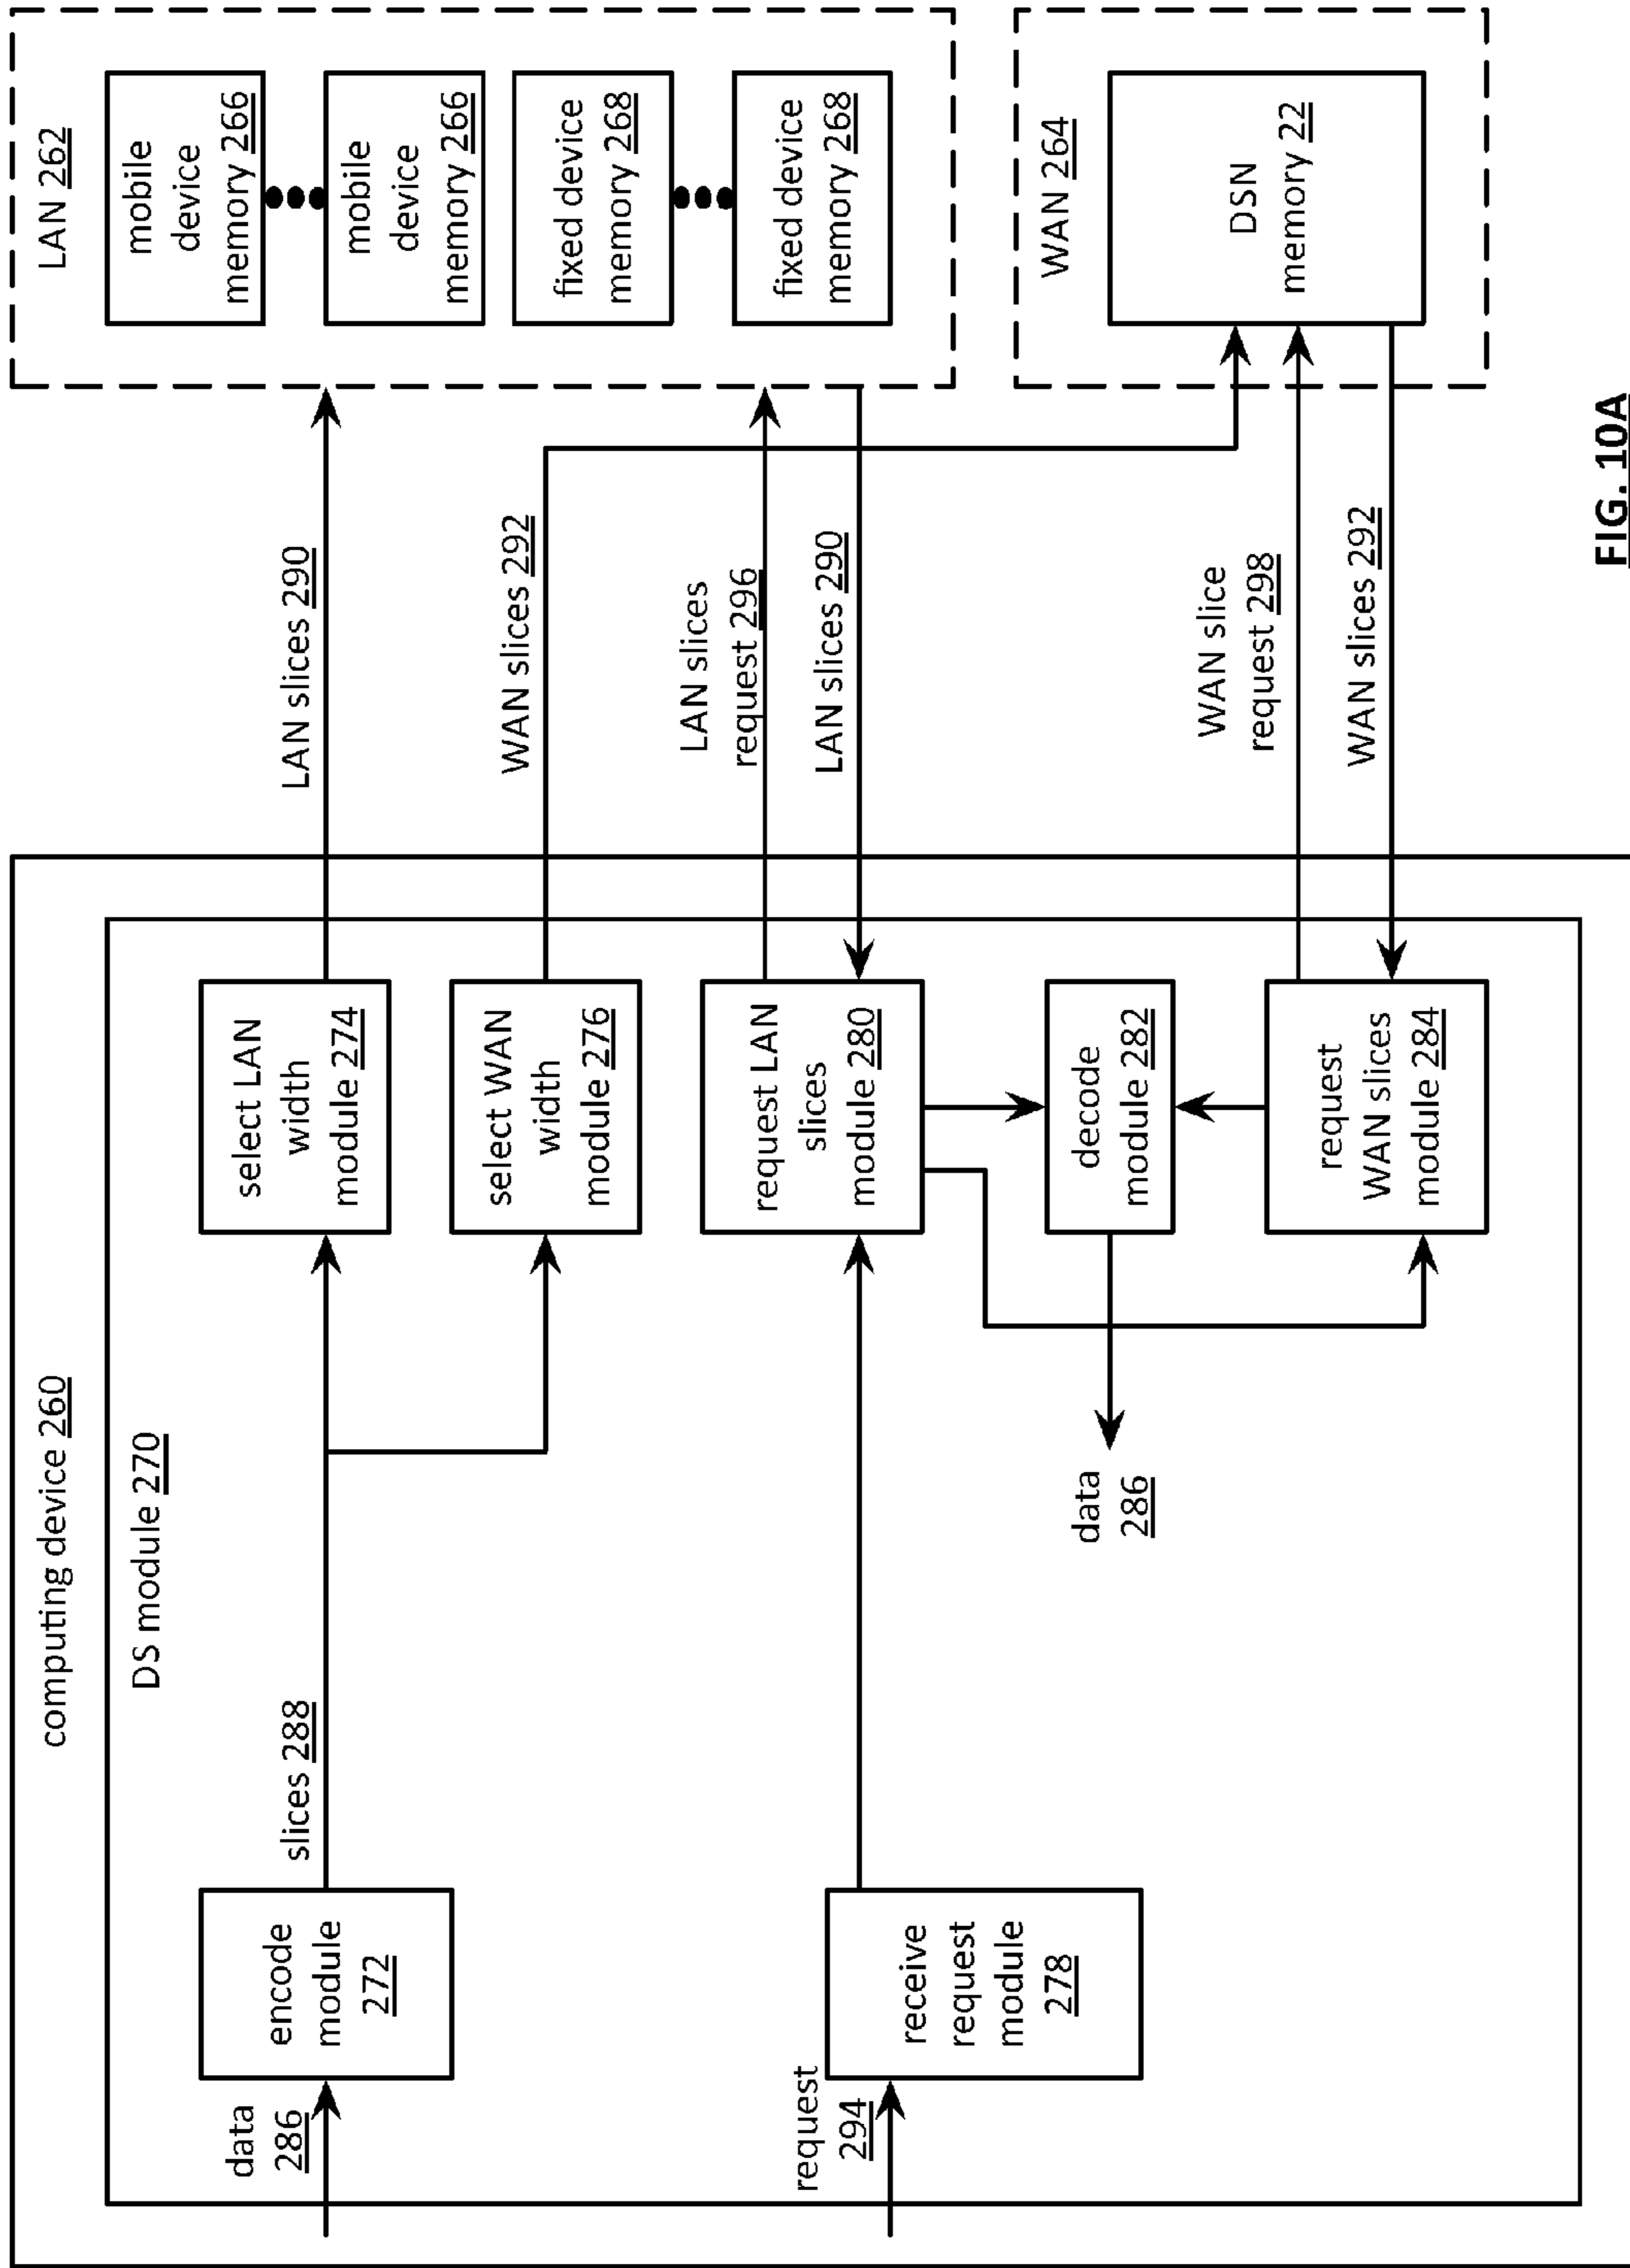 computing device 260
DS module 270
data
286
encode
module
272
slices 288
select LAN
width
module 274
select WAN
width
module 276
request
294
receive
request
module
278
request LAN
slices
module 280
decode
module 282
data
286
request
WAN slices
module 284
LAN slices 290
WAN slices 292
LAN slices
request 296
LAN slices 290
WAN slice
request 298
WAN slices 292
LAN 262
mobile
device
memory 266
mobile
device
memory 266
fixed device
memory 268
fixed device
memory 268
WAN 264
DSN
memory 22
FIG. 10A